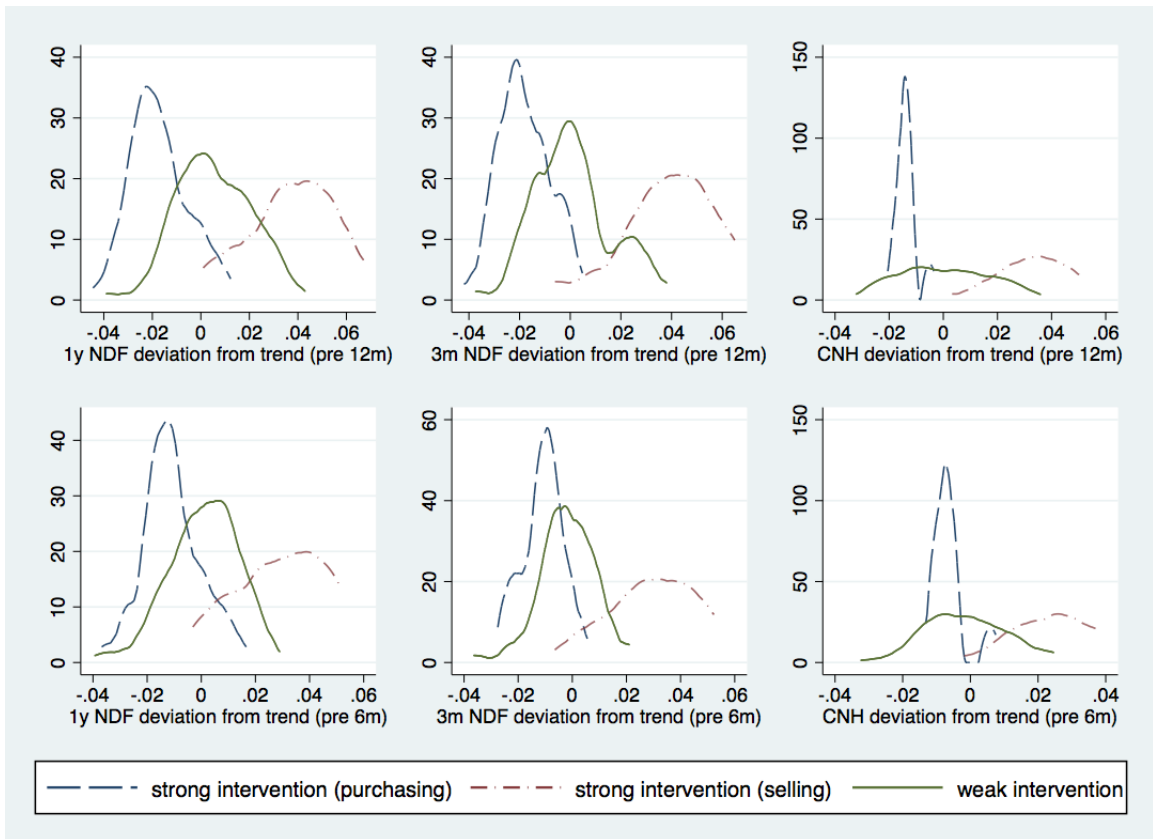 40
30
20
10
0
-.04 -.02 0 .02 .04 .06
1y NDF deviation from trend (pre 12m)
40
30
20
10
0
-.04 -.02 0 .02 .04 .06
3m NDF deviation from trend (pre 12m)
150
100
50
0
-.04 -.02 0 .02 .04 .06
CNH deviation from trend (pre 12m)
40
30
20
10
0
-.04 -.02 0 .02 .04 .06
1y NDF deviation from trend (pre 6m)
60
40
20
0
-.04 -.02 0 .02 .04 .06
3m NDF deviation from trend (pre 6m)
150
100
50
0
-.04 -.02 0 .02 .04
CNH deviation from trend (pre 6m)
strong intervention (purchasing) strong intervention (selling) weak intervention